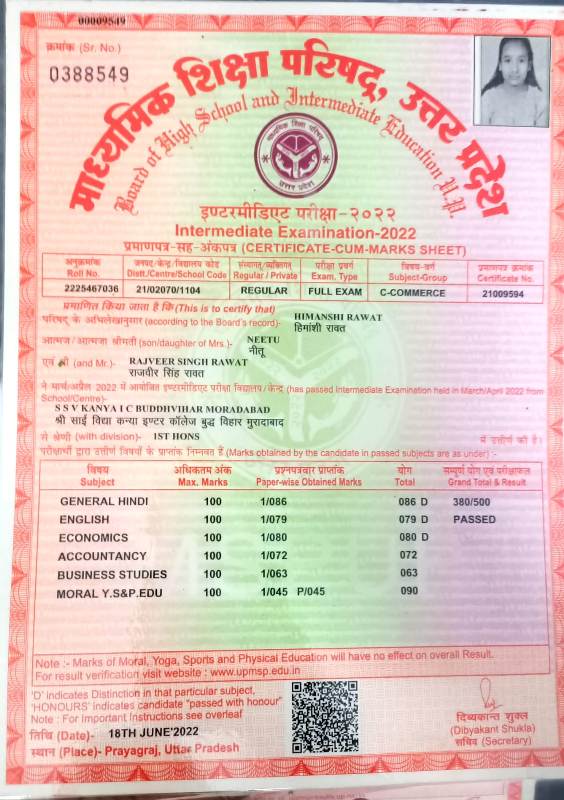 00009549
क्रमांक (Sr. No.)
0388549
माध्यमिक शिक्षा परिषद्, उत्तर प्रदेश
Board of High School and Intermediate Education U.P.
माध्यमिक शिक्षा परिषद्
उत्तर प्रदेश
इण्टरमीडिएट परीक्षा-२०२२
Intermediate Examination-2022
प्रमाणपत्र-सह-अंकपत्र (CERTIFICATE-CUM-MARKS SHEET)
अनुक्रमांक जनपद/केन्द्र/विद्यालय कोड संस्थागत/व्यक्तिगत परीक्षा प्रवर्ग विषय-वर्ग प्रमाणपत्र क्रमांक
Roll No. Distt./Centre/School Code Regular / Private Exam. Type Subject-Group Certificate No.
2225467036 21/02070/1104 REGULAR FULL EXAM C-COMMERCE 21009594
प्रमाणित किया जाता है कि (This is to certify that)
HIMANSHI RAWAT
परिषद् के अभिलेखानुसार (according to the Board's record)- हिमांशी रावत
NEETU
आत्मज/आत्मजा श्रीमती (son/daughter of Mrs.)- नीतू
एवं श्री (and Mr.)- RAJVEER SINGH RAWAT
राजवीर सिंह रावत
ने मार्च/अप्रैल 2022 में आयोजित इण्टरमीडिएट परीक्षा विद्यालय/केन्द्र (has passed Intermediate Examination held in March/April 2022 from
School/Centre)-
S S V KANYA I C BUDDHVIHAR MORADABAD
श्री साई विद्या कन्या इण्टर कॉलेज बुद्ध विहार मुरादाबाद
से श्रेणी (with division)- 1ST HONS में उत्तीर्ण की है।
परीक्षार्थी द्वारा उत्तीर्ण विषयों के प्राप्तांक निम्नवत हैं (Marks obtained by the candidate in passed subjects are as under) :-
विषय अधिकतम अंक प्रश्नपत्रवार प्राप्तांक योग सम्पूर्ण योग एवं परीक्षाफल
Subject Max. Marks Paper-wise Obtained Marks Total Grand Total & Result
GENERAL HINDI 100 1/086 086 D 380/500
ENGLISH 100 1/079 079 D PASSED
ECONOMICS 100 1/080 080 D
ACCOUNTANCY 100 1/072 072
BUSINESS STUDIES 100 1/063 063
MORAL Y.S&P.EDU 100 1/045 P/045 090
Note :- Marks of Moral, Yoga, Sports and Physical Education will have no effect on overall Result.
For result verification visit website : www.upmsp.edu.in
'D' indicates Distinction in that particular subject,
'HONOURS' indicates candidate "passed with honour"
Note : For Important Instructions see overleaf
तिथि (Date)- 18TH JUNE'2022
स्थान (Place)- Prayagraj, Uttar Pradesh
दिव्यकान्त शुक्ल
(Dibyakant Shukla)
सचिव (Secretary)